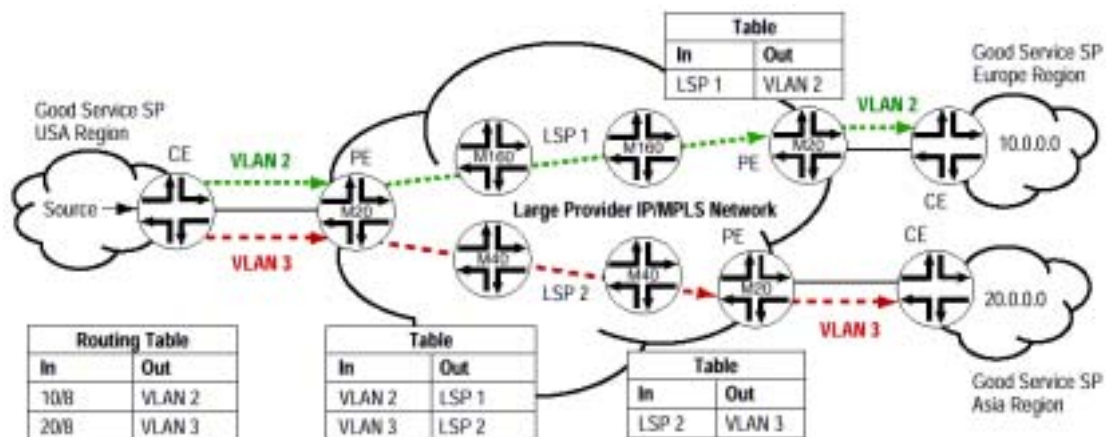 Table
In Out
LSP 1 VLAN 2
Good Service SP
Europe Region
Good Service SP
USA Region
CE
VLAN 2
PE
M160
LSP 1
M160
PE
M20
VLAN 2
10.0.0.0
CE
Source
M20
Large Provider IP/MPLS Network
VLAN 3
M40
LSP 2
M40
PE
M20
CE
VLAN 3
20.0.0.0
Good Service SP
Asia Region
Routing Table
In Out
10/8 VLAN 2
20/8 VLAN 3
Table
In Out
VLAN 2 LSP 1
VLAN 3 LSP 2
Table
In Out
LSP 2 VLAN 3